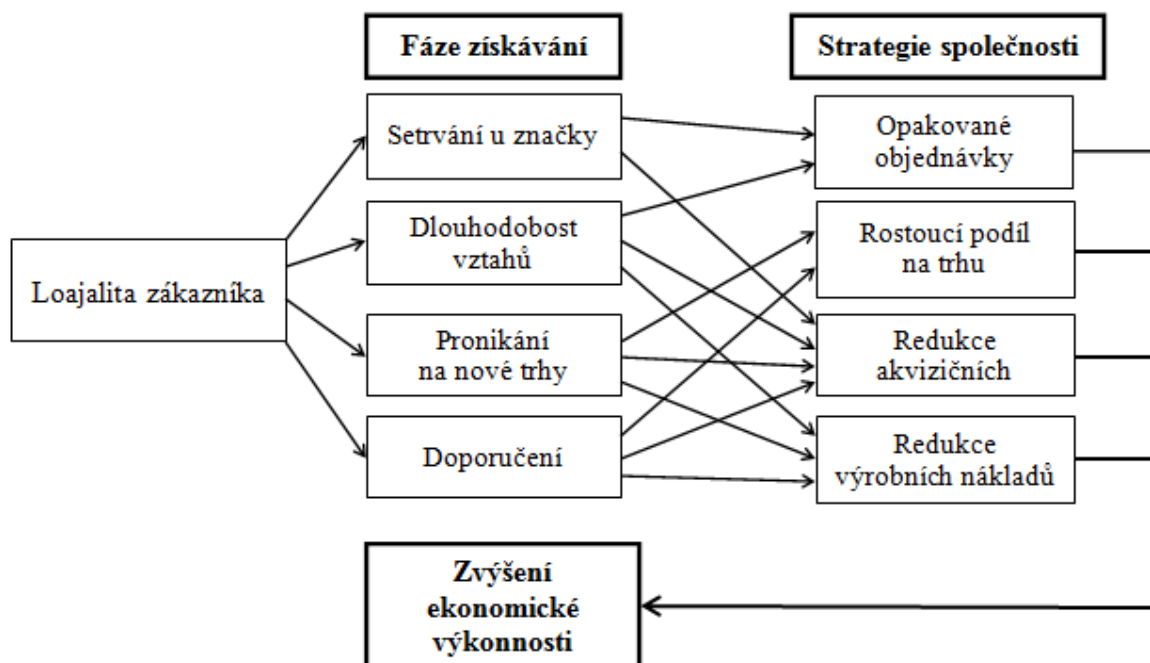 Fáze získávání
Strategie společnosti
Setrvání u značky
Opakované
objednávky
Dlouhodobost
vztahů
Rostoucí podíl
na trhu
Loajalita zákazníka
Pronikání
na nové trhy
Redukce
akvizičních
Doporučení
Redukce
výrobních nákladů
Zvýšení
ekonomické
výkonnosti